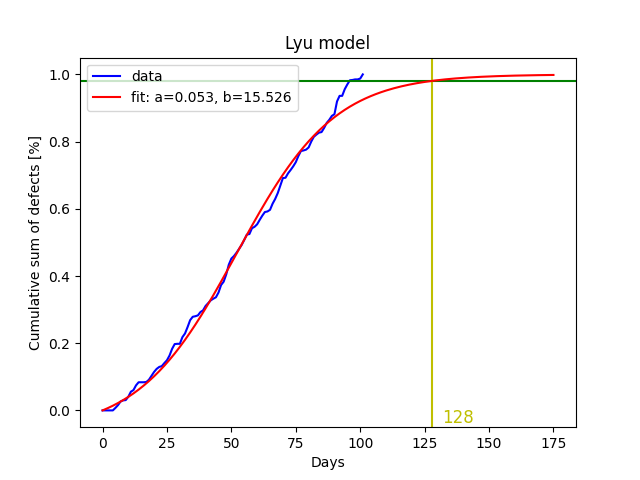 Lyu model
data
fit: a=0.053, b=15.526
Cumulative sum of defects [%]
1.0
0.8
0.6
0.4
0.2
0.0
128
0 25 50 75 100 125 150 175
Days